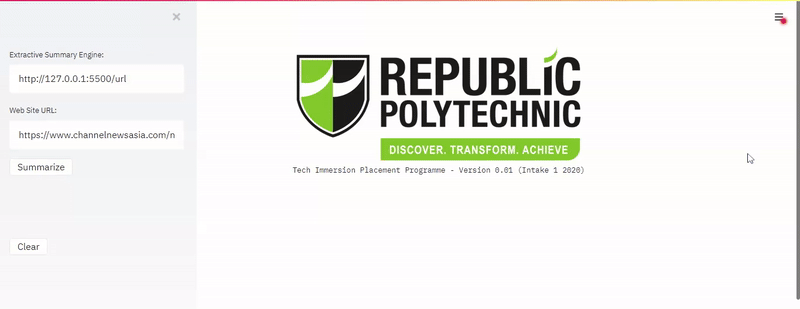 Extractive Summary Engine:
http://127.0.0.1:5500/url
Web Site URL:
https://www.channelnewsasia.com/n
Summarize
Clear
REPUBLIC
POLYTECHNIC
DISCOVER. TRANSFORM. ACHIEVE
Tech Immersion Placement Programme - Version 0.01 (Intake 1 2020)